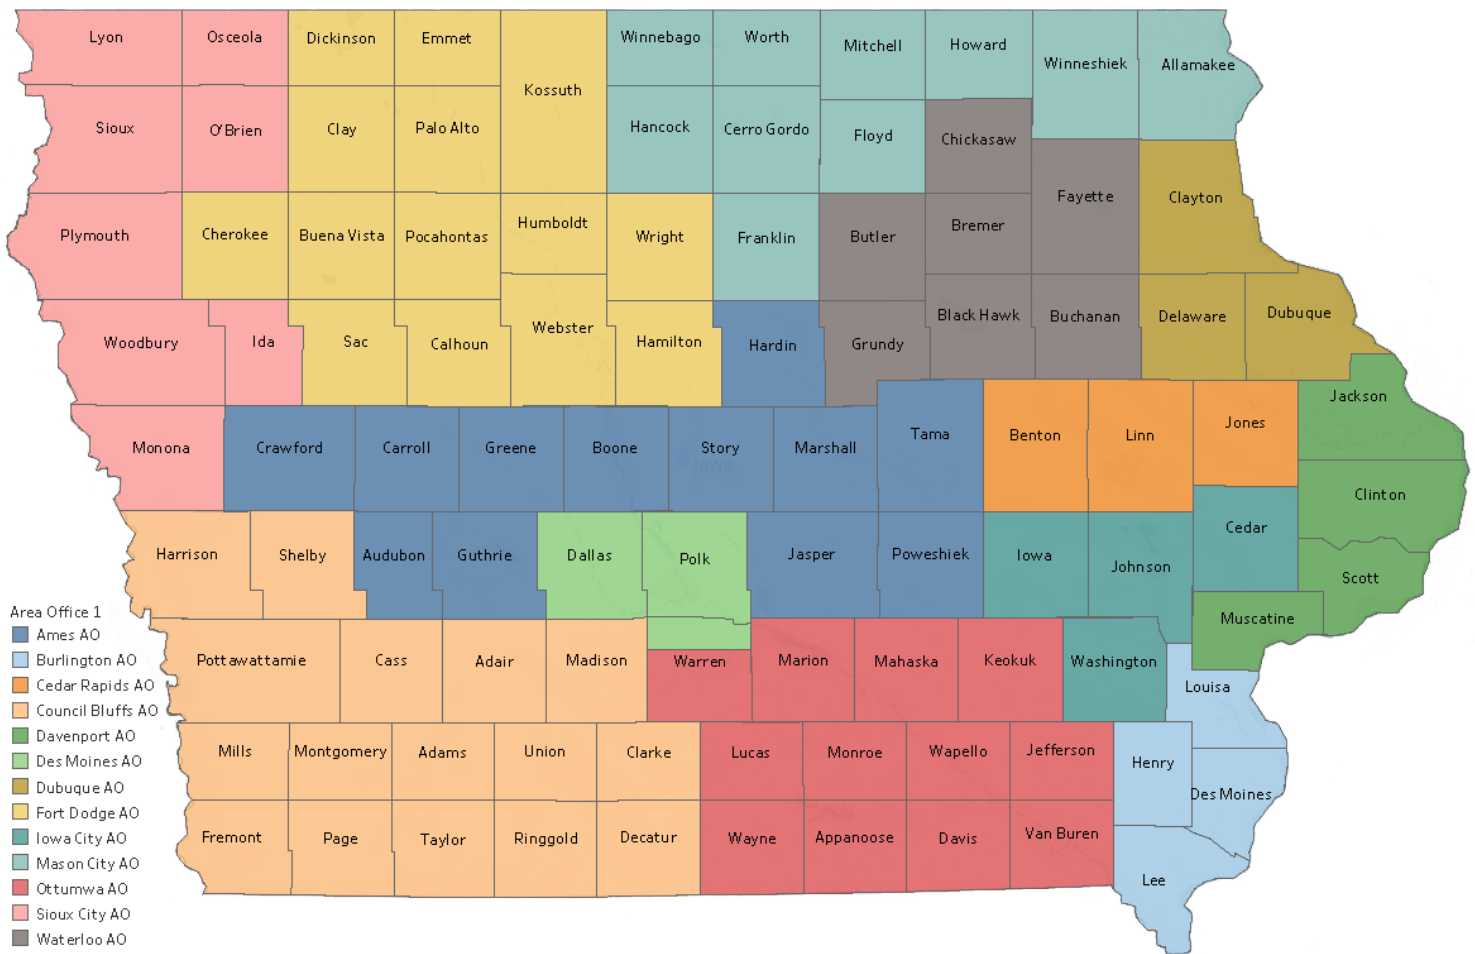 Lyon Osceola Dickinson Emmet Kossuth Winnebago Worth Mitchell Howard Winneshiek Allamakee
Sioux O'Brien Clay Palo Alto Hancock Cerro Gordo Floyd Chickasaw
Plymouth Cherokee Buena Vista Pocahontas Humboldt Wright Franklin Butler Bremer Fayette Clayton
Woodbury Ida Sac Calhoun Webster Hamilton Hardin Grundy Black Hawk Buchanan Delaware Dubuque
Monona Crawford Carroll Greene Boone Story Marshall Tama Benton Linn Jones Jackson
Iowa
Harrison Shelby Audubon Guthrie Dallas Polk Jasper Poweshiek Iowa Johnson Cedar Clinton
Scott
Muscatine
Pottawattamie Cass Adair Madison Warren Marion Mahaska Keokuk Washington Louisa
Mills Montgomery Adams Union Clarke Lucas Monroe Wapello Jefferson Henry Des Moines
Fremont Page Taylor Ringgold Decatur Wayne Appanoose Davis Van Buren Lee
Area Office 1
Ames AO
Burlington AO
Cedar Rapids AO
Council Bluffs AO
Davenport AO
Des Moines AO
Dubuque AO
Fort Dodge AO
Iowa City AO
Mason City AO
Ottumwa AO
Sioux City AO
Waterloo AO